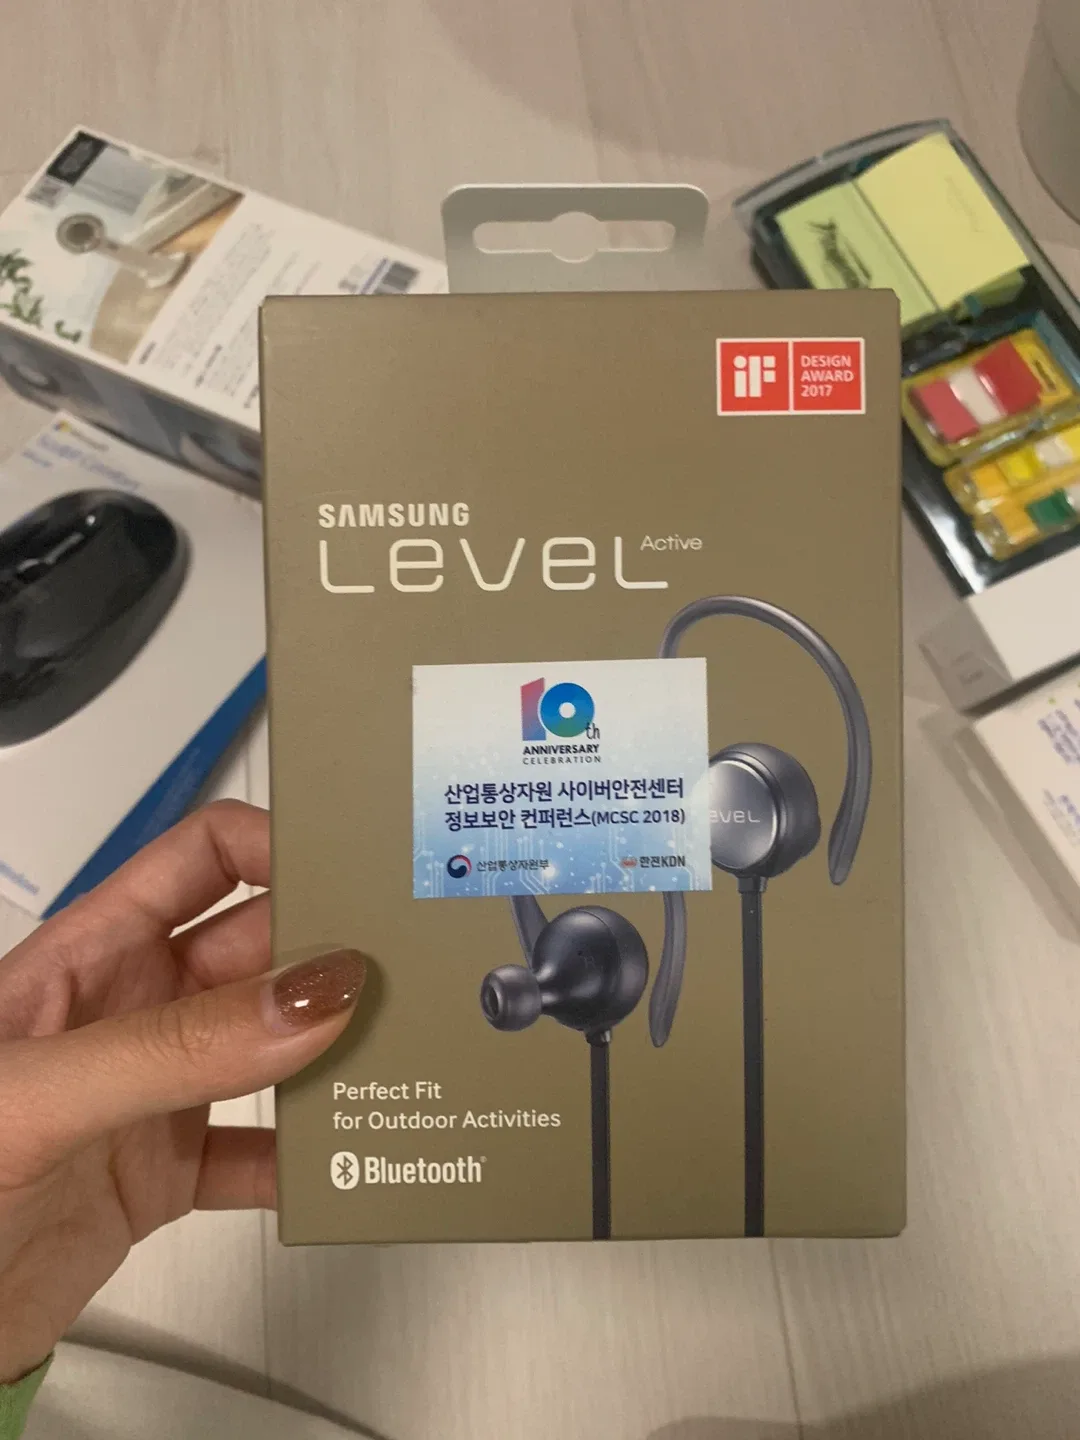 iF
DESIGN
AWARD
2017
SAMSUNG
LEVEL Active
10th
ANNIVERSARY
CELEBRATION
산업통상자원 사이버안전센터
정보보안 컨퍼런스(MCSC 2018)
산업통상자원부
한전KDN
Perfect Fit
for Outdoor Activities
Bluetooth®